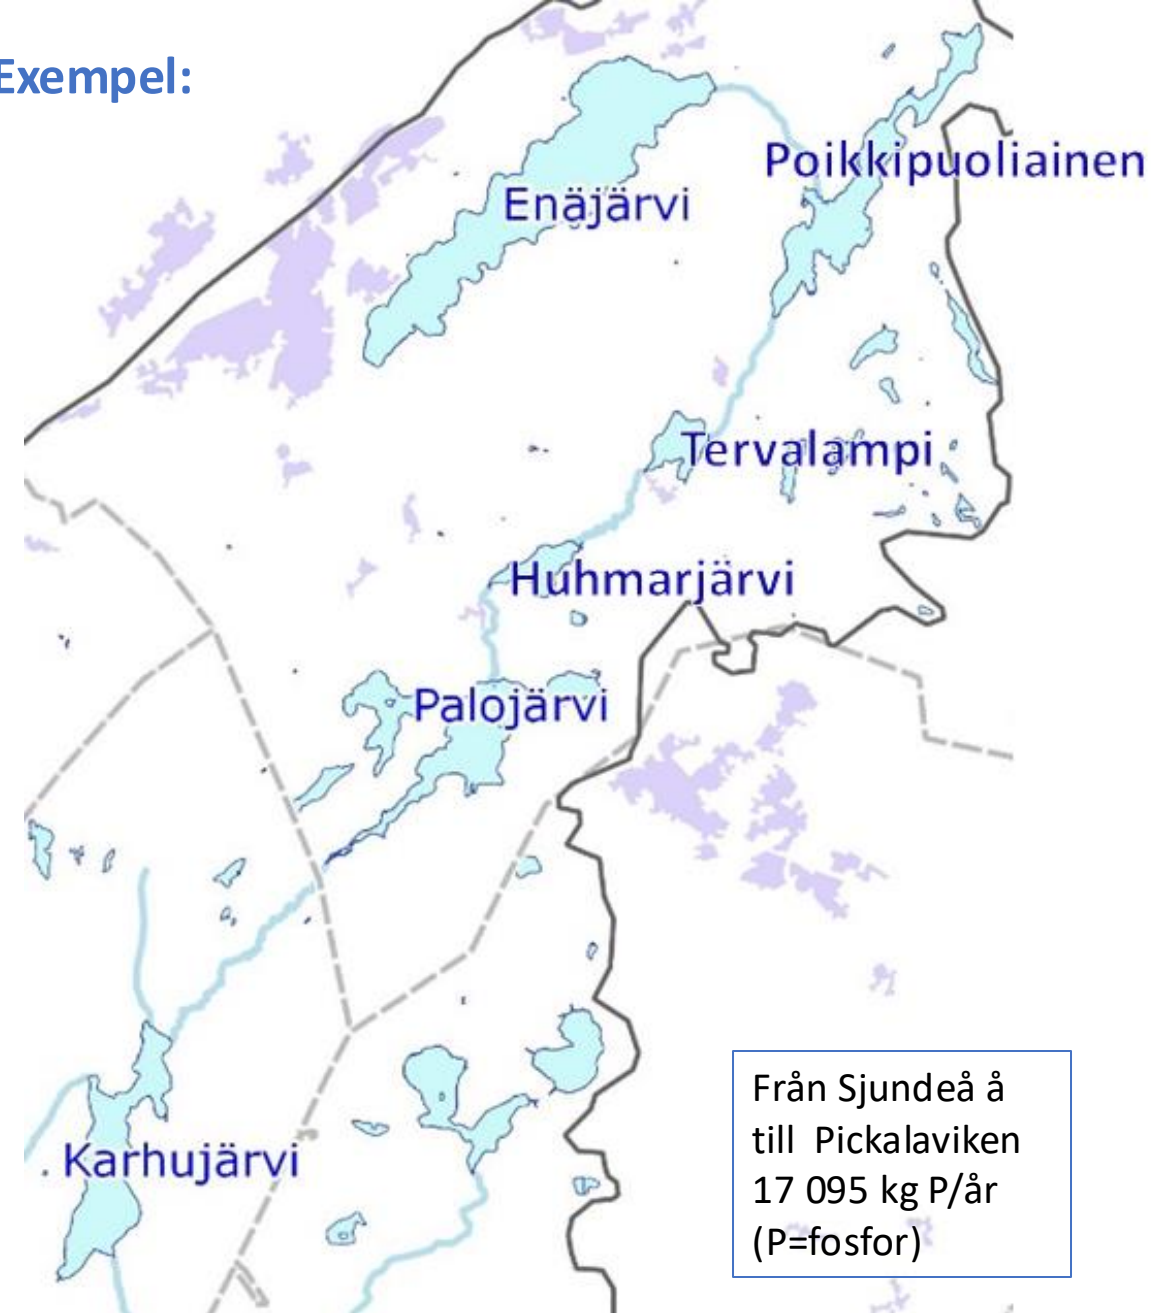 Exempel:
Poikkipuoliainen
Enäjärvi
Tervalampi
Huhmarjärvi
Palojärvi
Karhujärvi
Från Sjundeå å
till Pickalaviken
17 095 kg P/år
(P=fosfor)